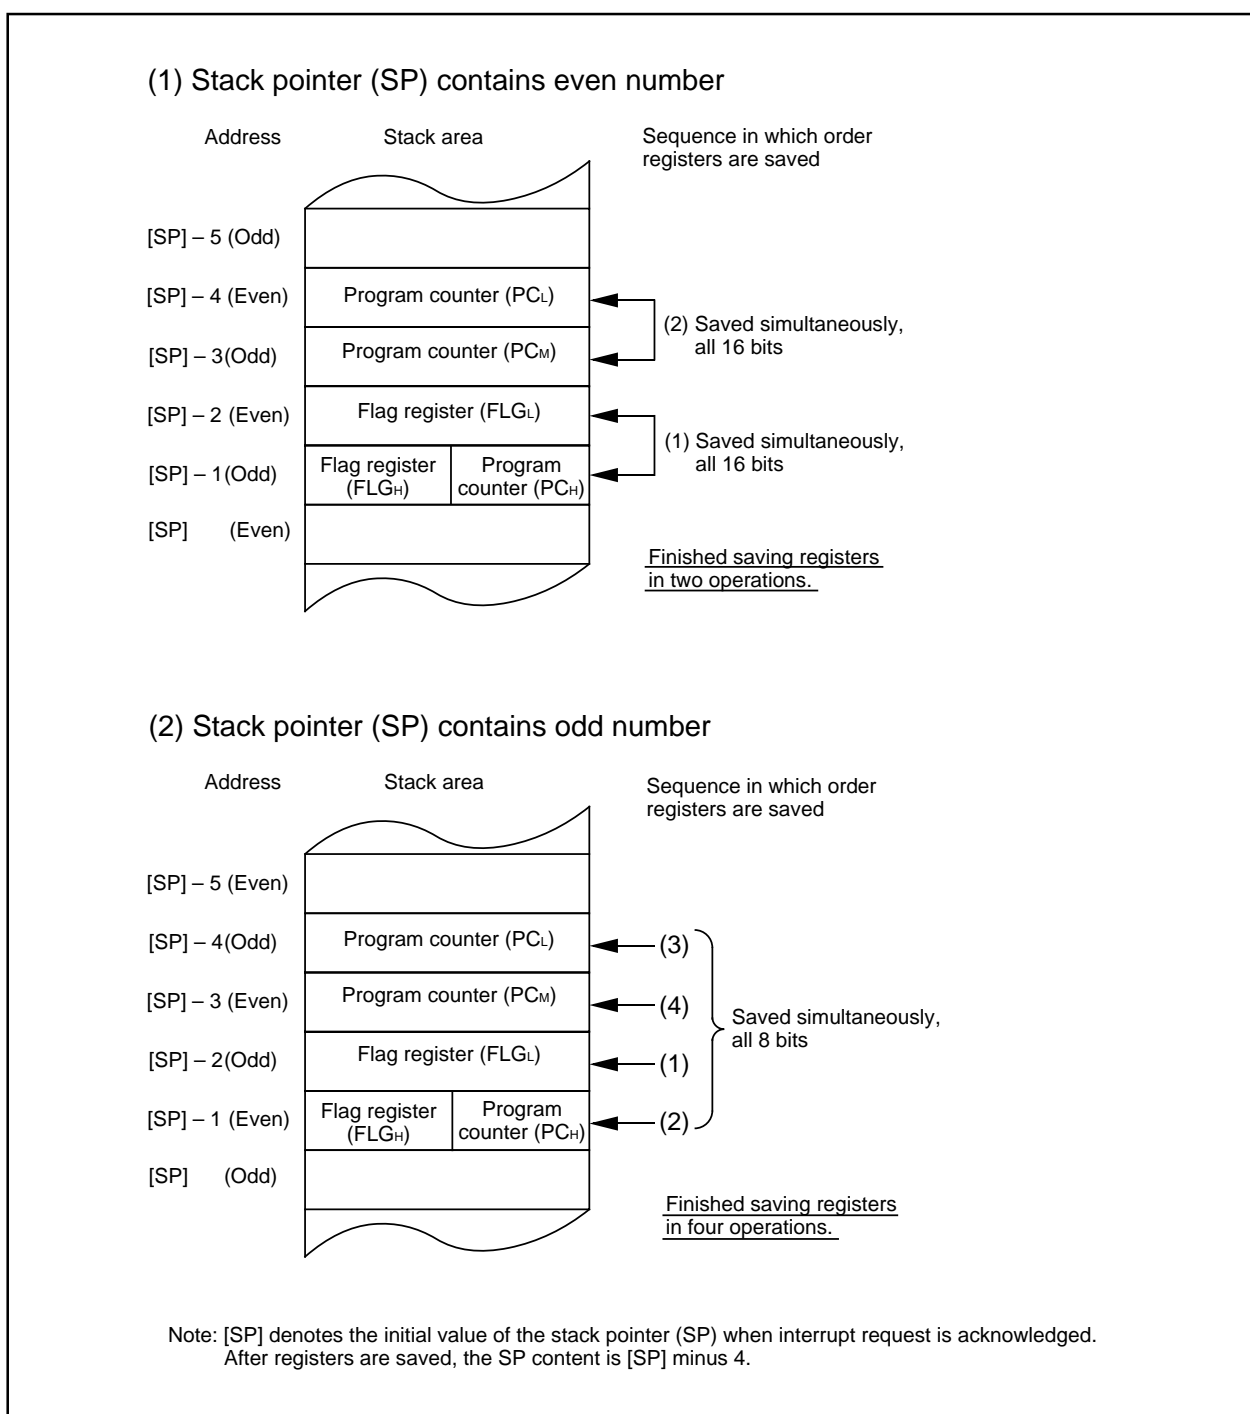 (1) Stack pointer (SP) contains even number
Address
Stack area
Sequence in which order
registers are saved
[SP] – 5 (Odd)
[SP] – 4 (Even)
Program counter (PCL)
[SP] – 3(Odd)
Program counter (PCM)
(2) Saved simultaneously,
all 16 bits
[SP] – 2 (Even)
Flag register (FLGL)
[SP] – 1(Odd)
Flag register
(FLGH)
Program
counter (PCH)
(1) Saved simultaneously,
all 16 bits
[SP] (Even)
Finished saving registers
in two operations.
(2) Stack pointer (SP) contains odd number
Address
Stack area
Sequence in which order
registers are saved
[SP] – 5 (Even)
[SP] – 4(Odd)
Program counter (PCL)
(3)
[SP] – 3 (Even)
Program counter (PCM)
(4)
Saved simultaneously,
all 8 bits
[SP] – 2(Odd)
Flag register (FLGL)
(1)
[SP] – 1 (Even)
Flag register
(FLGH)
Program
counter (PCH)
(2)
[SP] (Odd)
Finished saving registers
in four operations.
Note: [SP] denotes the initial value of the stack pointer (SP) when interrupt request is acknowledged.
After registers are saved, the SP content is [SP] minus 4.